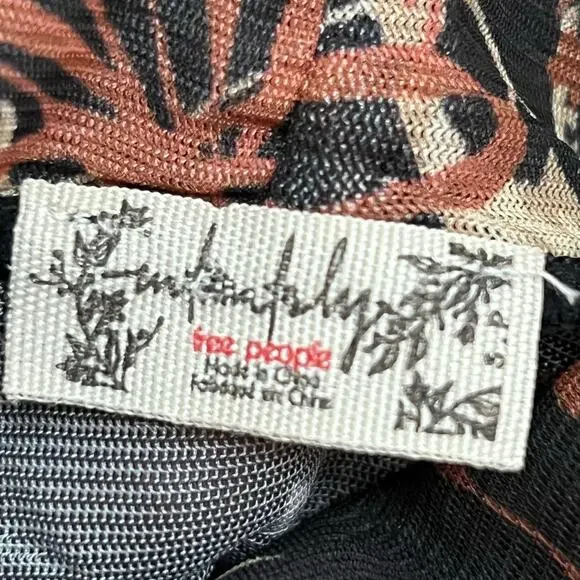 Intimately
free people
Made in China
Fabriqué en Chine
S.P